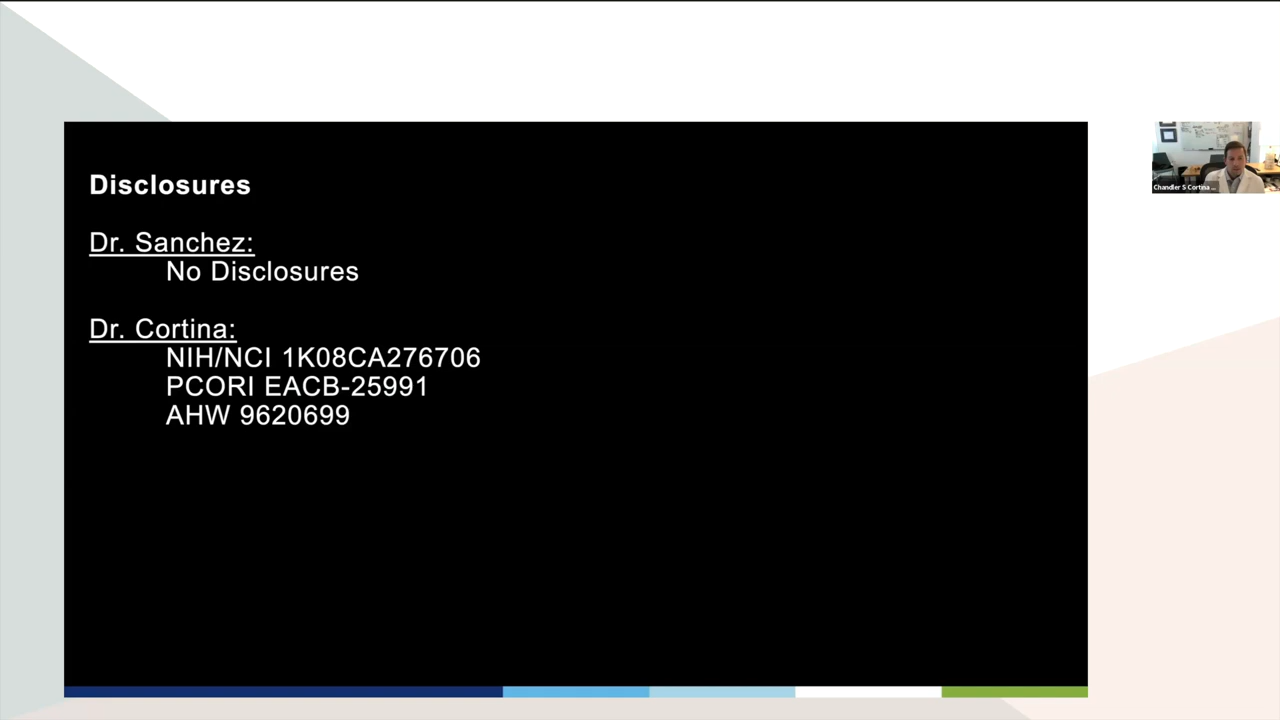 Disclosures
Dr. Sanchez:
No Disclosures
Dr. Cortina:
NIH/NCI 1K08CA276706
PCORI EACB-25991
AHW 9620699
Chandler S Cortina ...